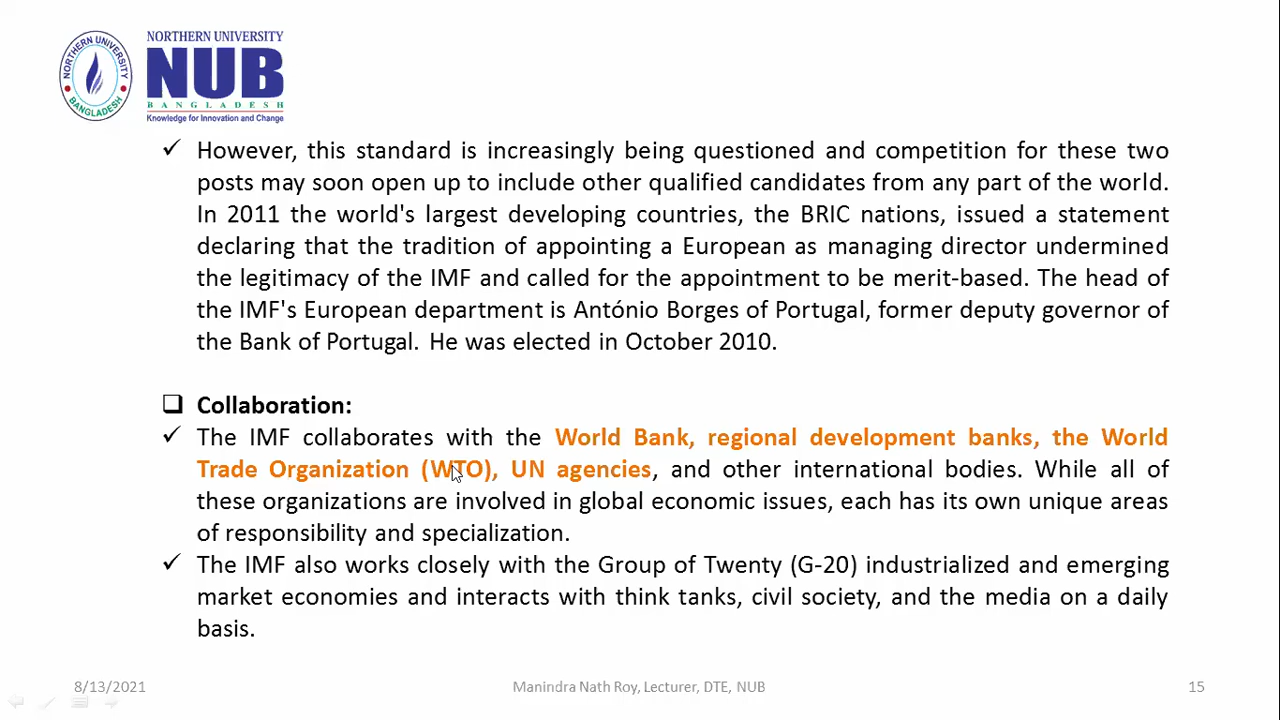 NORTHERN UNIVERSITY
BANGLADESH
NORTHERN UNIVERSITY
NUB
BANGLADESH
Knowledge for Innovation and Change
✓ However, this standard is increasingly being questioned and competition for these two
posts may soon open up to include other qualified candidates from any part of the world.
In 2011 the world's largest developing countries, the BRIC nations, issued a statement
declaring that the tradition of appointing a European as managing director undermined
the legitimacy of the IMF and called for the appointment to be merit-based. The head of
the IMF's European department is António Borges of Portugal, former deputy governor of
the Bank of Portugal. He was elected in October 2010.
❑ Collaboration:
✓ The IMF collaborates with the World Bank, regional development banks, the World
Trade Organization (WTO), UN agencies, and other international bodies. While all of
these organizations are involved in global economic issues, each has its own unique areas
of responsibility and specialization.
✓ The IMF also works closely with the Group of Twenty (G-20) industrialized and emerging
market economies and interacts with think tanks, civil society, and the media on a daily
basis.
8/13/2021
Manindra Nath Roy, Lecturer, DTE, NUB
15